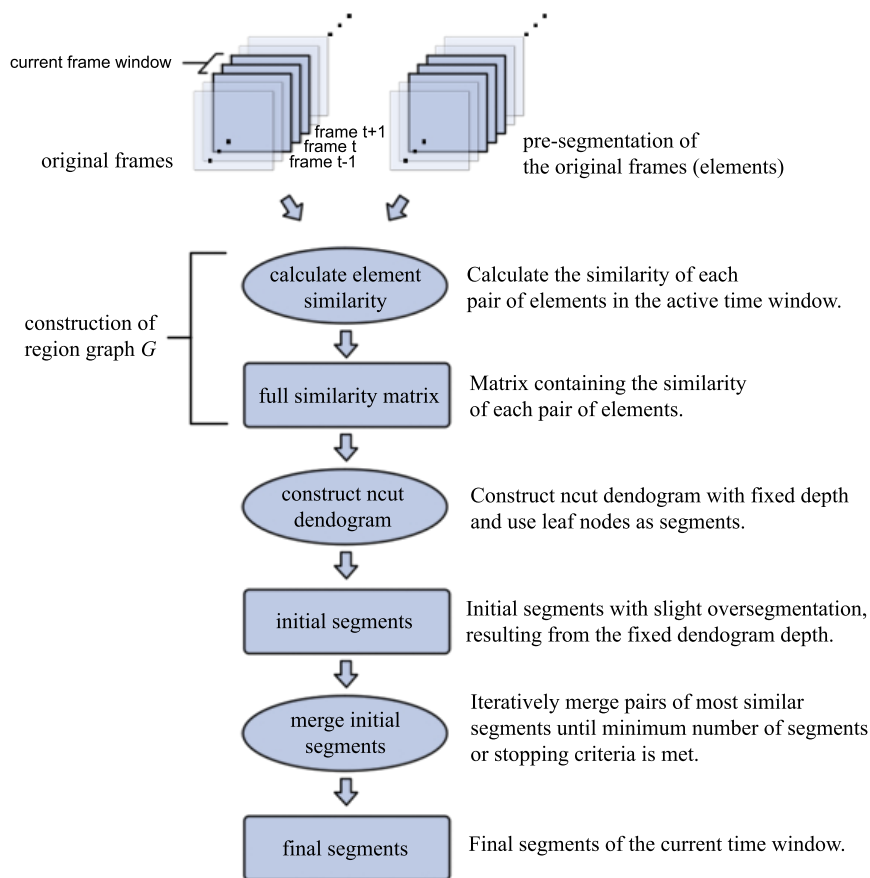 current frame window
frame t+1
frame t
frame t-1
original frames
pre-segmentation of
the original frames (elements)
calculate element
similarity
Calculate the similarity of each
pair of elements in the active time window.
construction of
region graph G
full similarity matrix
Matrix containing the similarity
of each pair of elements.
construct ncut
dendogram
Construct ncut dendogram with fixed depth
and use leaf nodes as segments.
initial segments
Initial segments with slight oversegmentation,
resulting from the fixed dendogram depth.
merge initial
segments
Iteratively merge pairs of most similar
segments until minimum number of segments
or stopping criteria is met.
final segments
Final segments of the current time window.